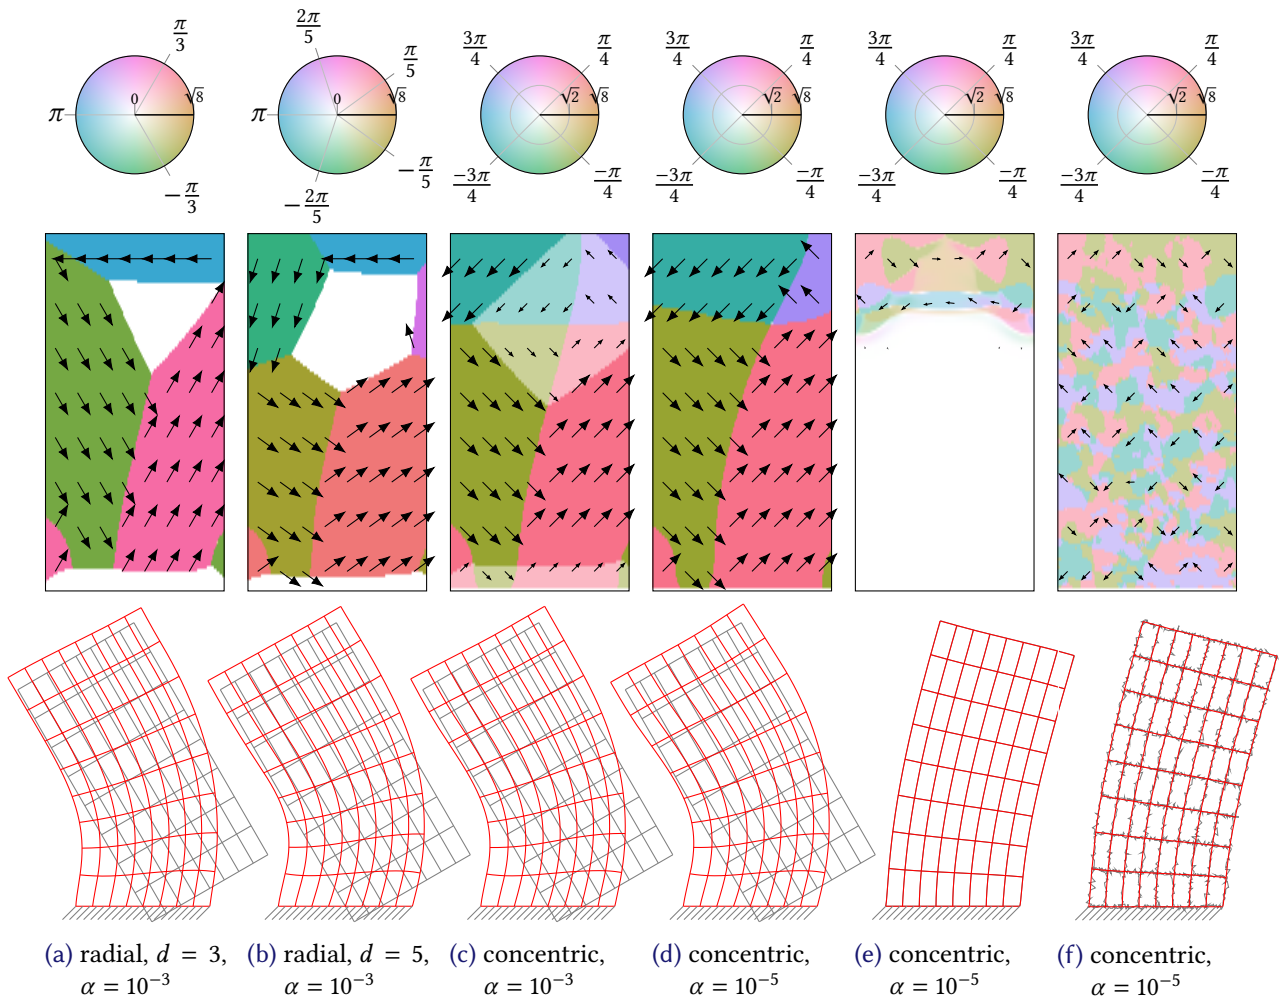 π/3
π
0
√8
−π/3
2π/5
π/5
π
0
√8
−π/5
−2π/5
3π/4 π/4
√2 √8
−3π/4 −π/4
3π/4 π/4
√2 √8
−3π/4 −π/4
3π/4 π/4
√2 √8
−3π/4 −π/4
3π/4 π/4
√2 √8
−3π/4 −π/4
(a) radial, d = 3,
α = 10⁻³
(b) radial, d = 5,
α = 10⁻³
(c) concentric,
α = 10⁻³
(d) concentric,
α = 10⁻⁵
(e) concentric,
α = 10⁻⁵
(f) concentric,
α = 10⁻⁵